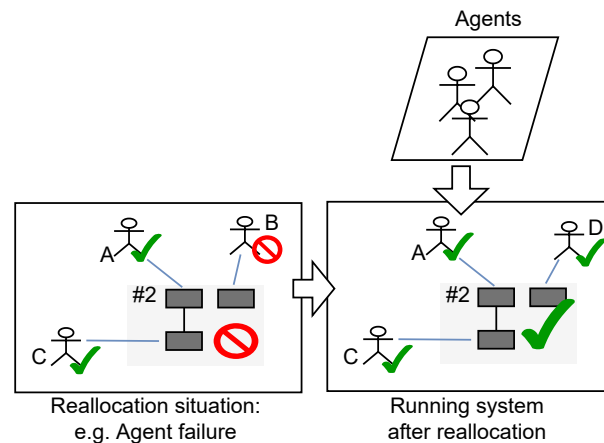 Agents
B
A
#2
C
D
A
#2
C
Reallocation situation:
e.g. Agent failure
Running system
after reallocation